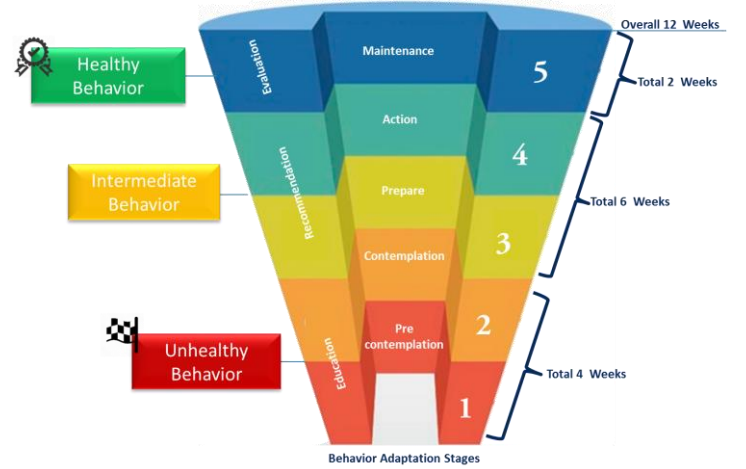 Overall 12 Weeks
Healthy
Behavior
Evaluation
Maintenance
5
Total 2 Weeks
Action
4
Intermediate
Behavior
Recommendation
Prepare
3
Total 6 Weeks
Contemplation
2
Unhealthy
Behavior
Education
Pre
contemplation
1
Total 4 Weeks
Behavior Adaptation Stages